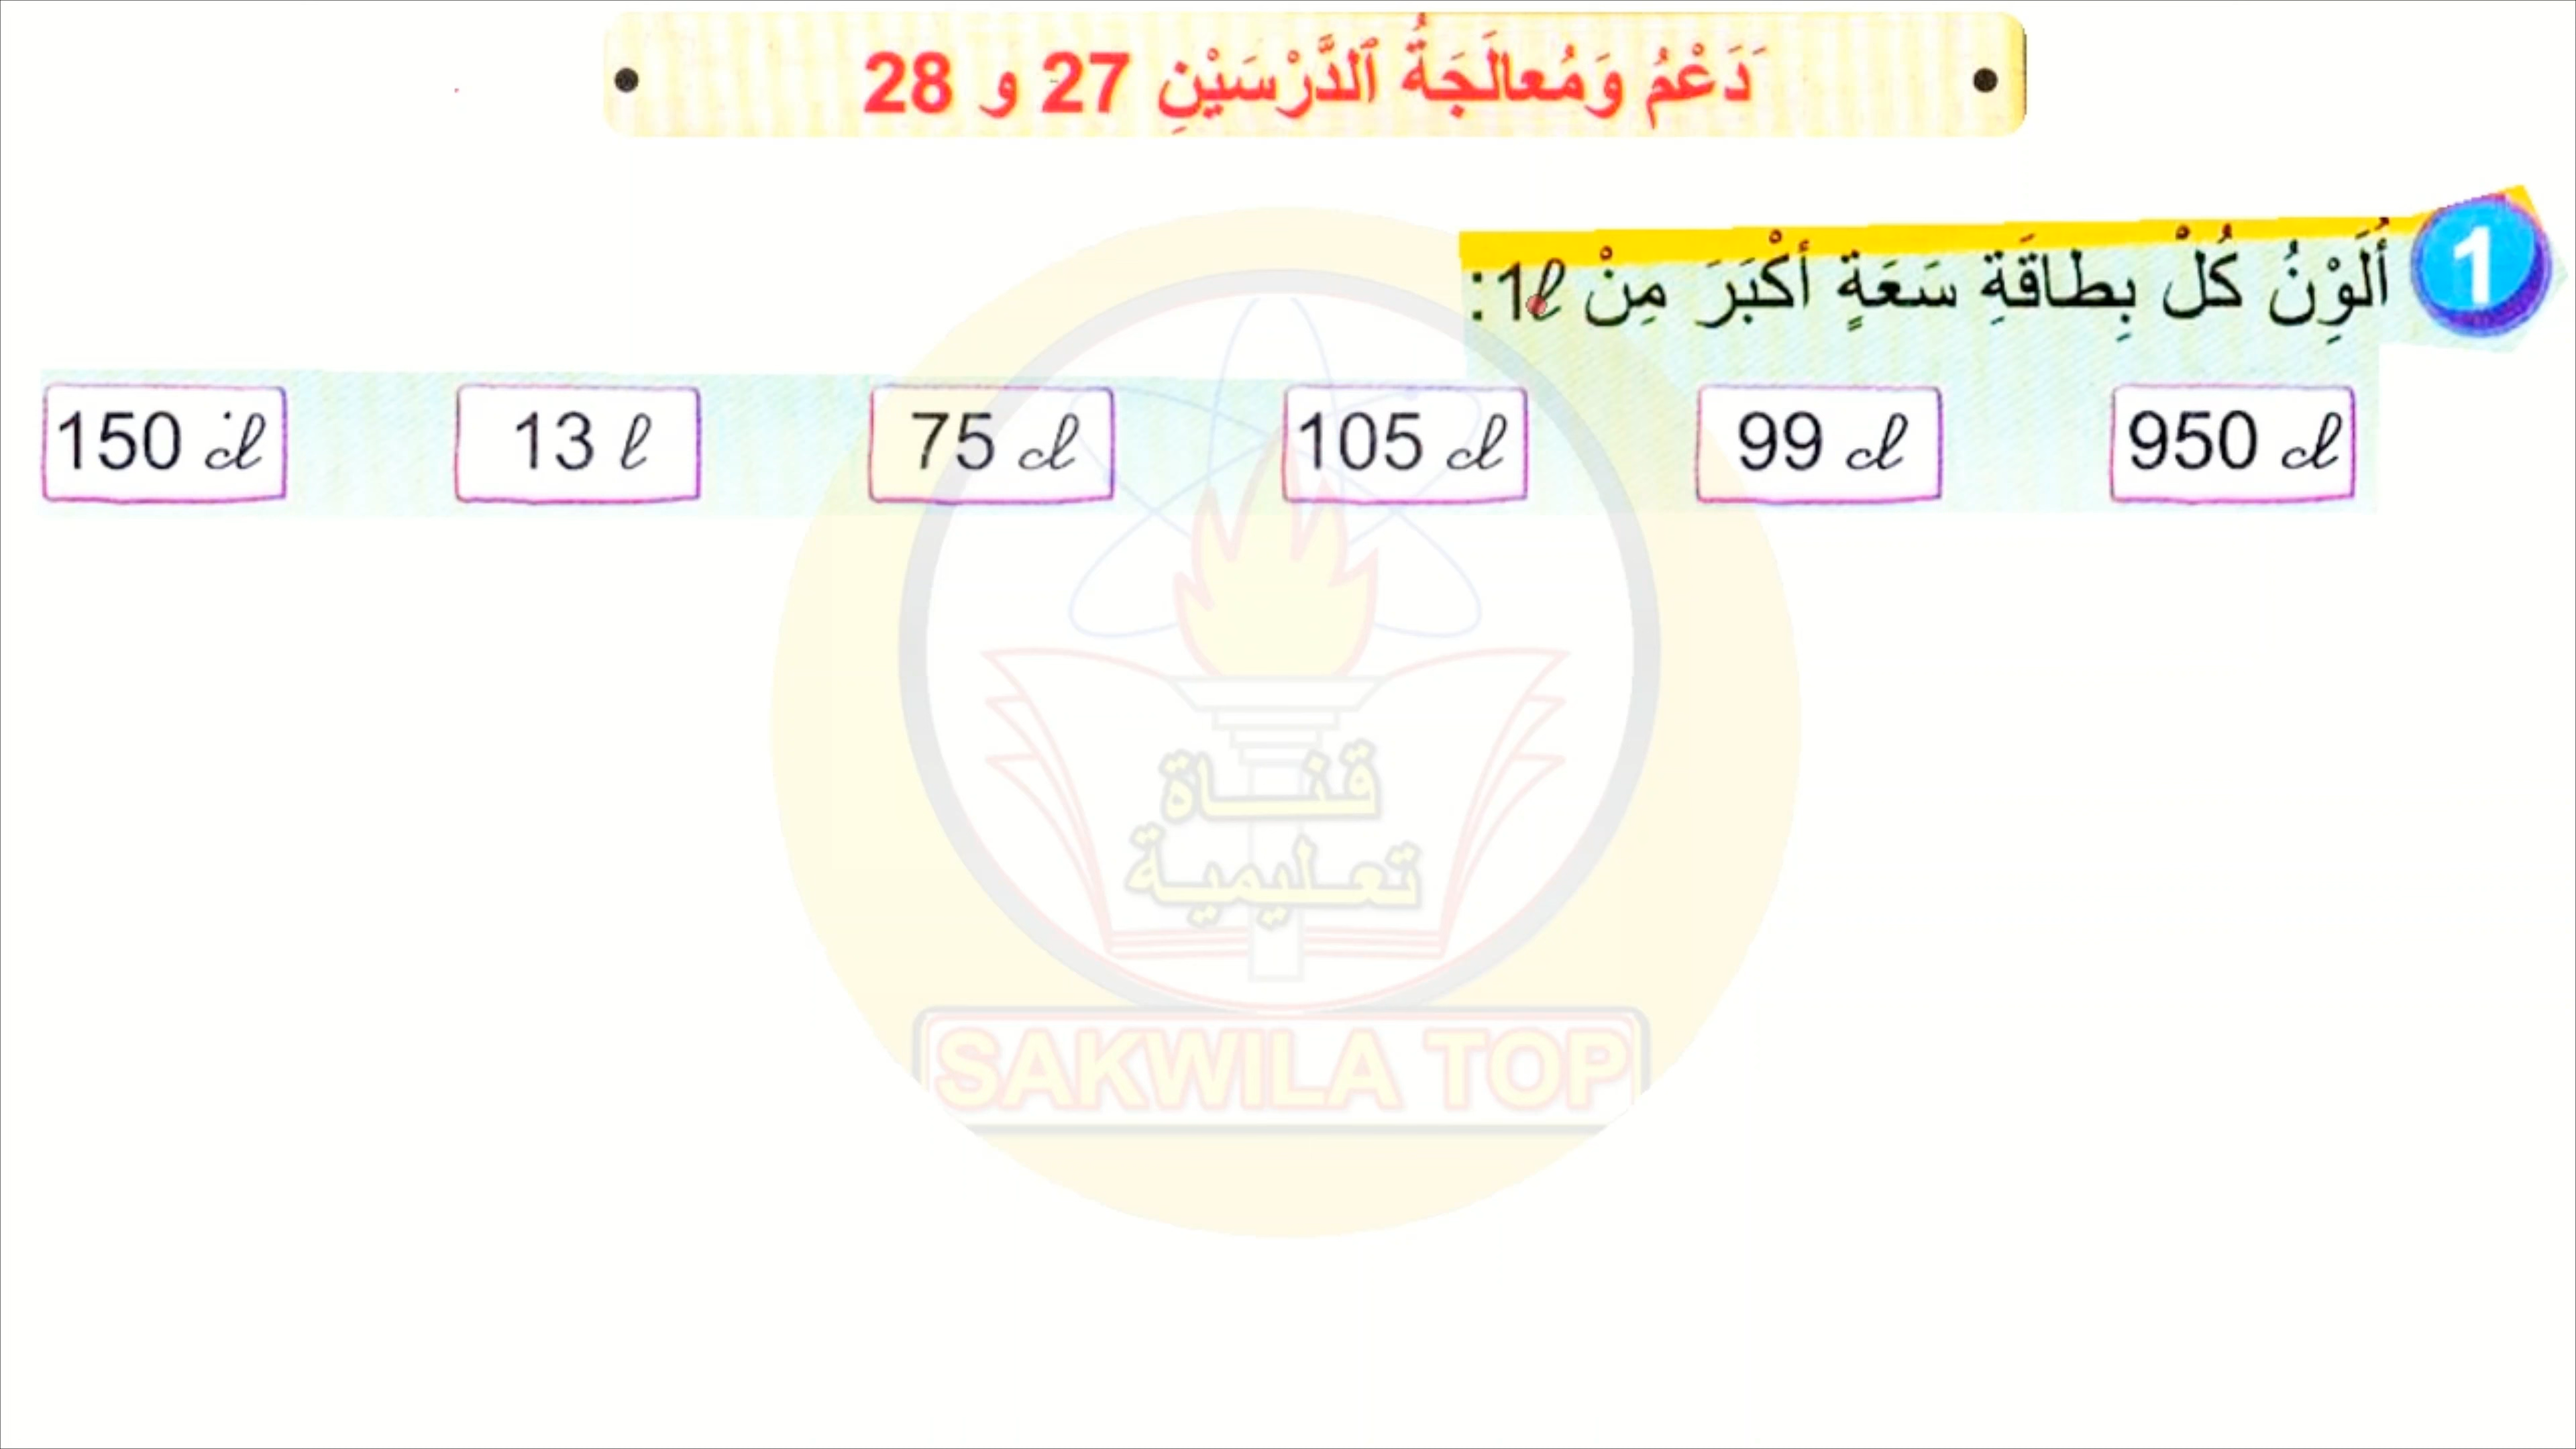 • دَعْمُ وَمُعالَجَةُ ٱلدَّرْسَيْنِ 27 و 28 •
1 أُلَوِّنُ كُلَّ بِطاقَةِ سَعَةٍ أَكْبَرَ مِنْ 1ℓ:
150 cℓ 13 ℓ 75 cℓ 105 cℓ 99 cℓ 950 cℓ
قناة
تعليمية
SAKWILA TOP